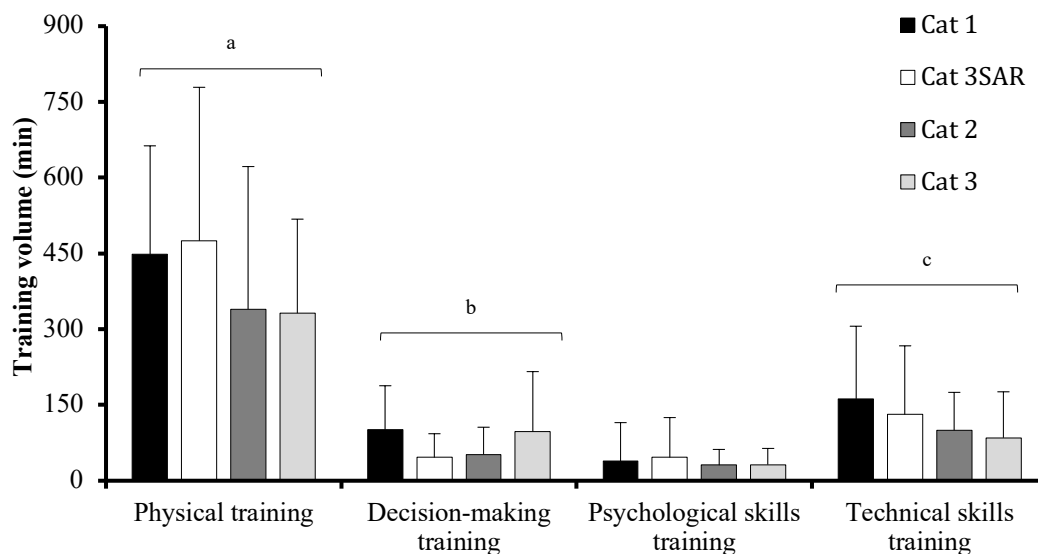 900
750
600
450
300
150
0
Training volume (min)
a
b
c
Cat 1
Cat 3SAR
Cat 2
Cat 3
Physical training
Decision-making
training
Psychological skills
training
Technical skills
training